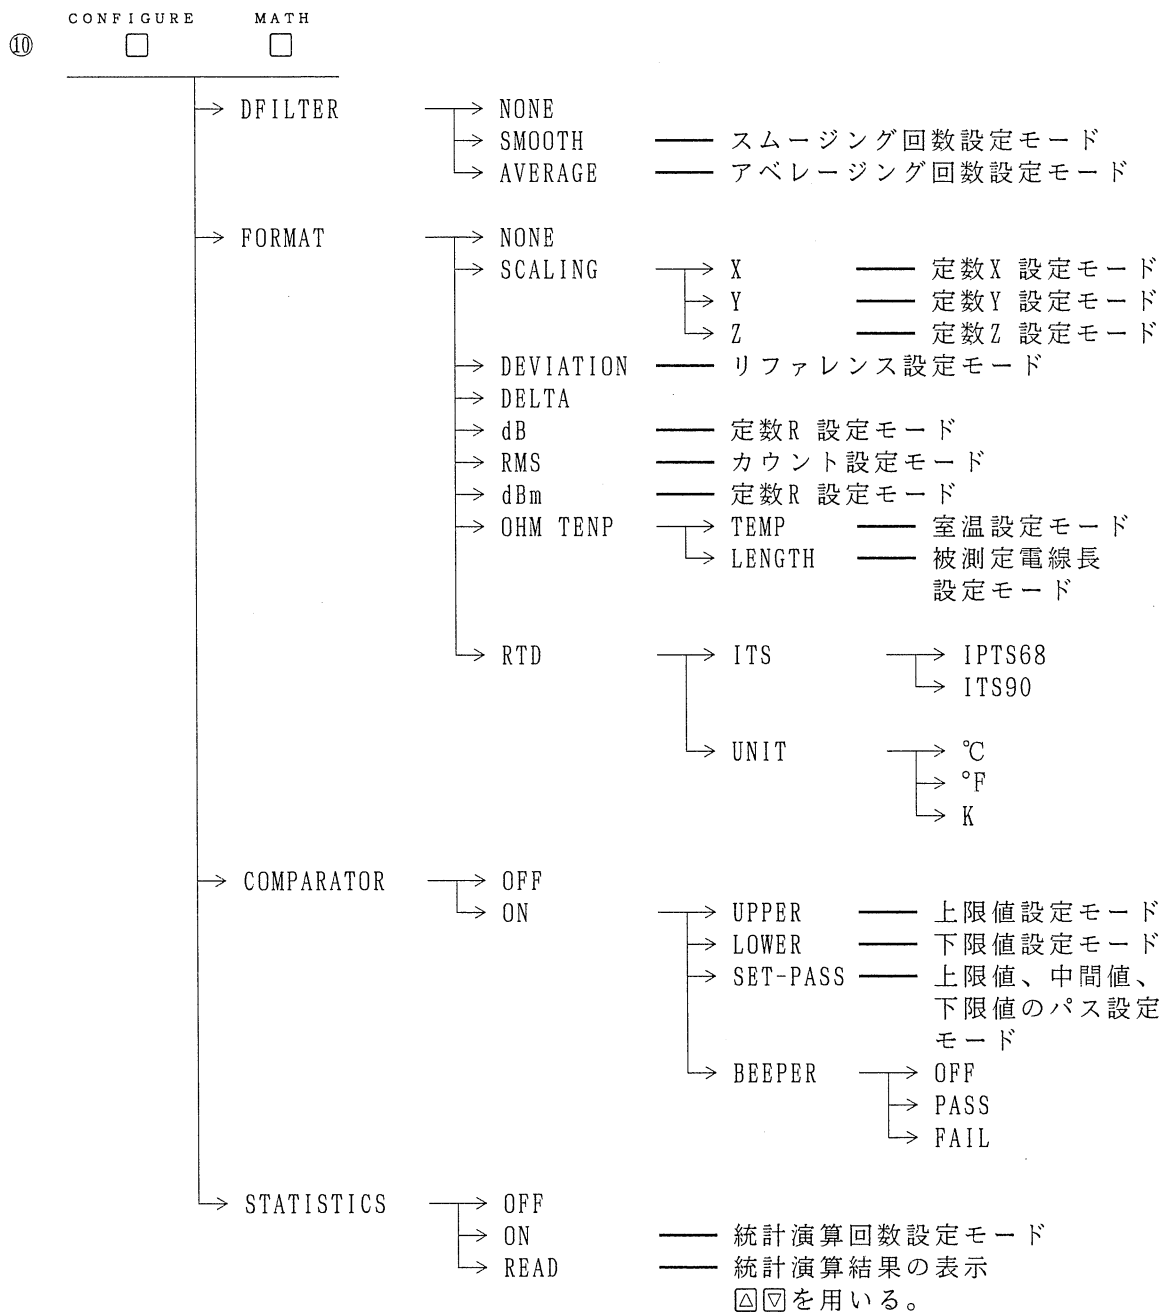 CONFIGURE MATH
⑩
DFILTER NONE
SMOOTH スムージング回数設定モード
AVERAGE アベレージング回数設定モード
FORMAT NONE
SCALING X 定数X 設定モード
Y 定数Y 設定モード
Z 定数Z 設定モード
DEVIATION リファレンス設定モード
DELTA
dB 定数R 設定モード
RMS カウント設定モード
dBm 定数R 設定モード
OHM TENP TEMP 室温設定モード
LENGTH 被測定電線長
設定モード
RTD ITS IPTS68
ITS90
UNIT ℃
°F
K
COMPARATOR OFF
ON UPPER 上限値設定モード
LOWER 下限値設定モード
SET-PASS 上限値、中間値、
下限値のパス設定
モード
BEEPER OFF
PASS
FAIL
STATISTICS OFF
ON 統計演算回数設定モード
READ 統計演算結果の表示
△▽を用いる。